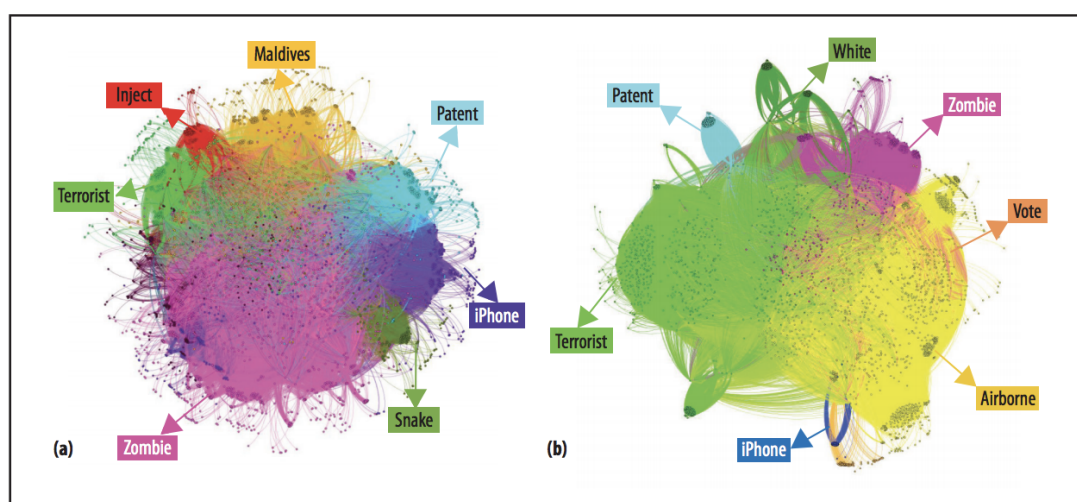 Maldives
Inject
Patent
Terrorist
iPhone
Snake
Zombie
(a)
White
Patent
Zombie
Vote
Terrorist
Airborne
iPhone
(b)